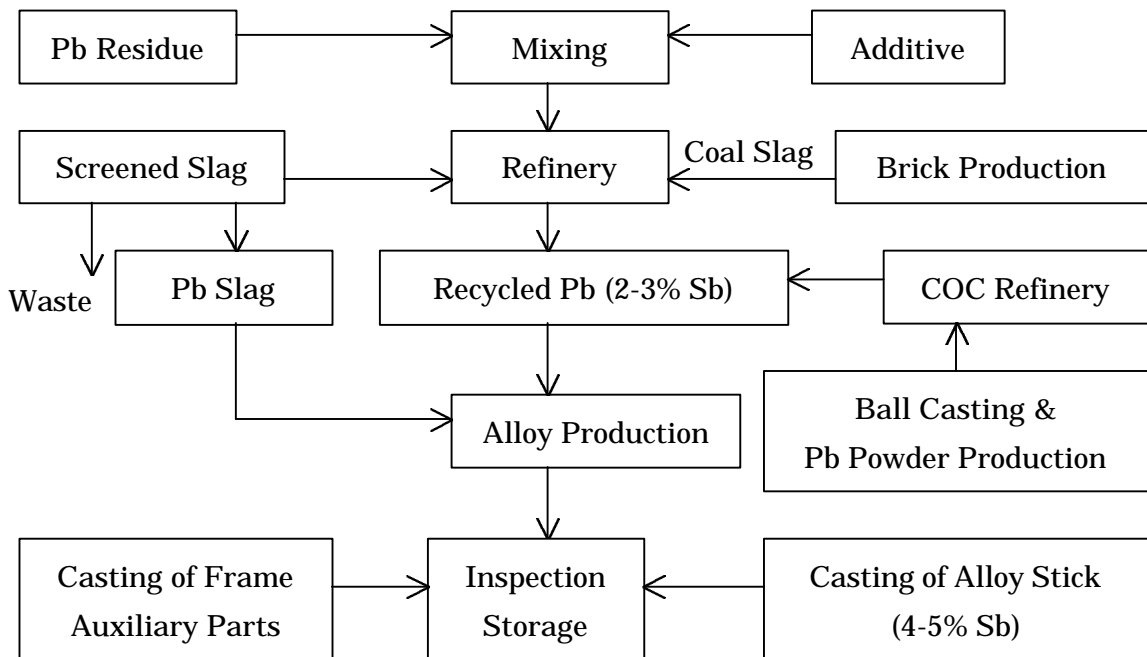 Pb Residue
Mixing
Additive
Screened Slag
Refinery
Coal Slag
Brick Production
Waste
Pb Slag
Recycled Pb (2-3% Sb)
COC Refinery
Alloy Production
Ball Casting &
Pb Powder Production
Casting of Frame
Auxiliary Parts
Inspection
Storage
Casting of Alloy Stick
(4-5% Sb)